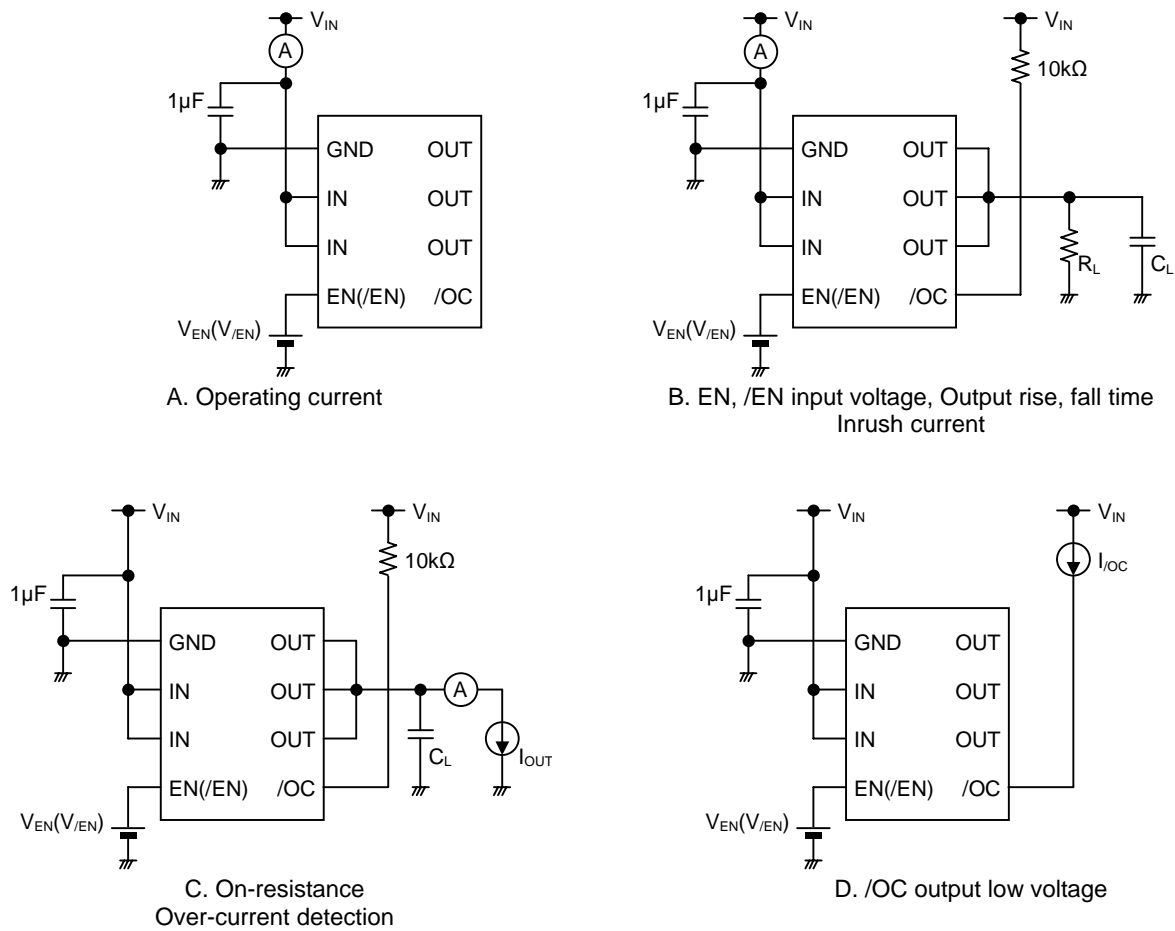 V_IN
A
1µF
GND OUT
IN OUT
IN OUT
EN(/EN) /OC
V_EN(V_/EN)
A. Operating current
V_IN V_IN
A
10kΩ
1µF
GND OUT
IN OUT
IN OUT
R_L C_L
EN(/EN) /OC
V_EN(V_/EN)
B. EN, /EN input voltage, Output rise, fall time
Inrush current
V_IN V_IN
10kΩ
1µF
GND OUT
IN OUT A
IN OUT
C_L I_OUT
EN(/EN) /OC
V_EN(V_/EN)
C. On-resistance
Over-current detection
V_IN V_IN
I_/OC
1µF
GND OUT
IN OUT
IN OUT
EN(/EN) /OC
V_EN(V_/EN)
D. /OC output low voltage